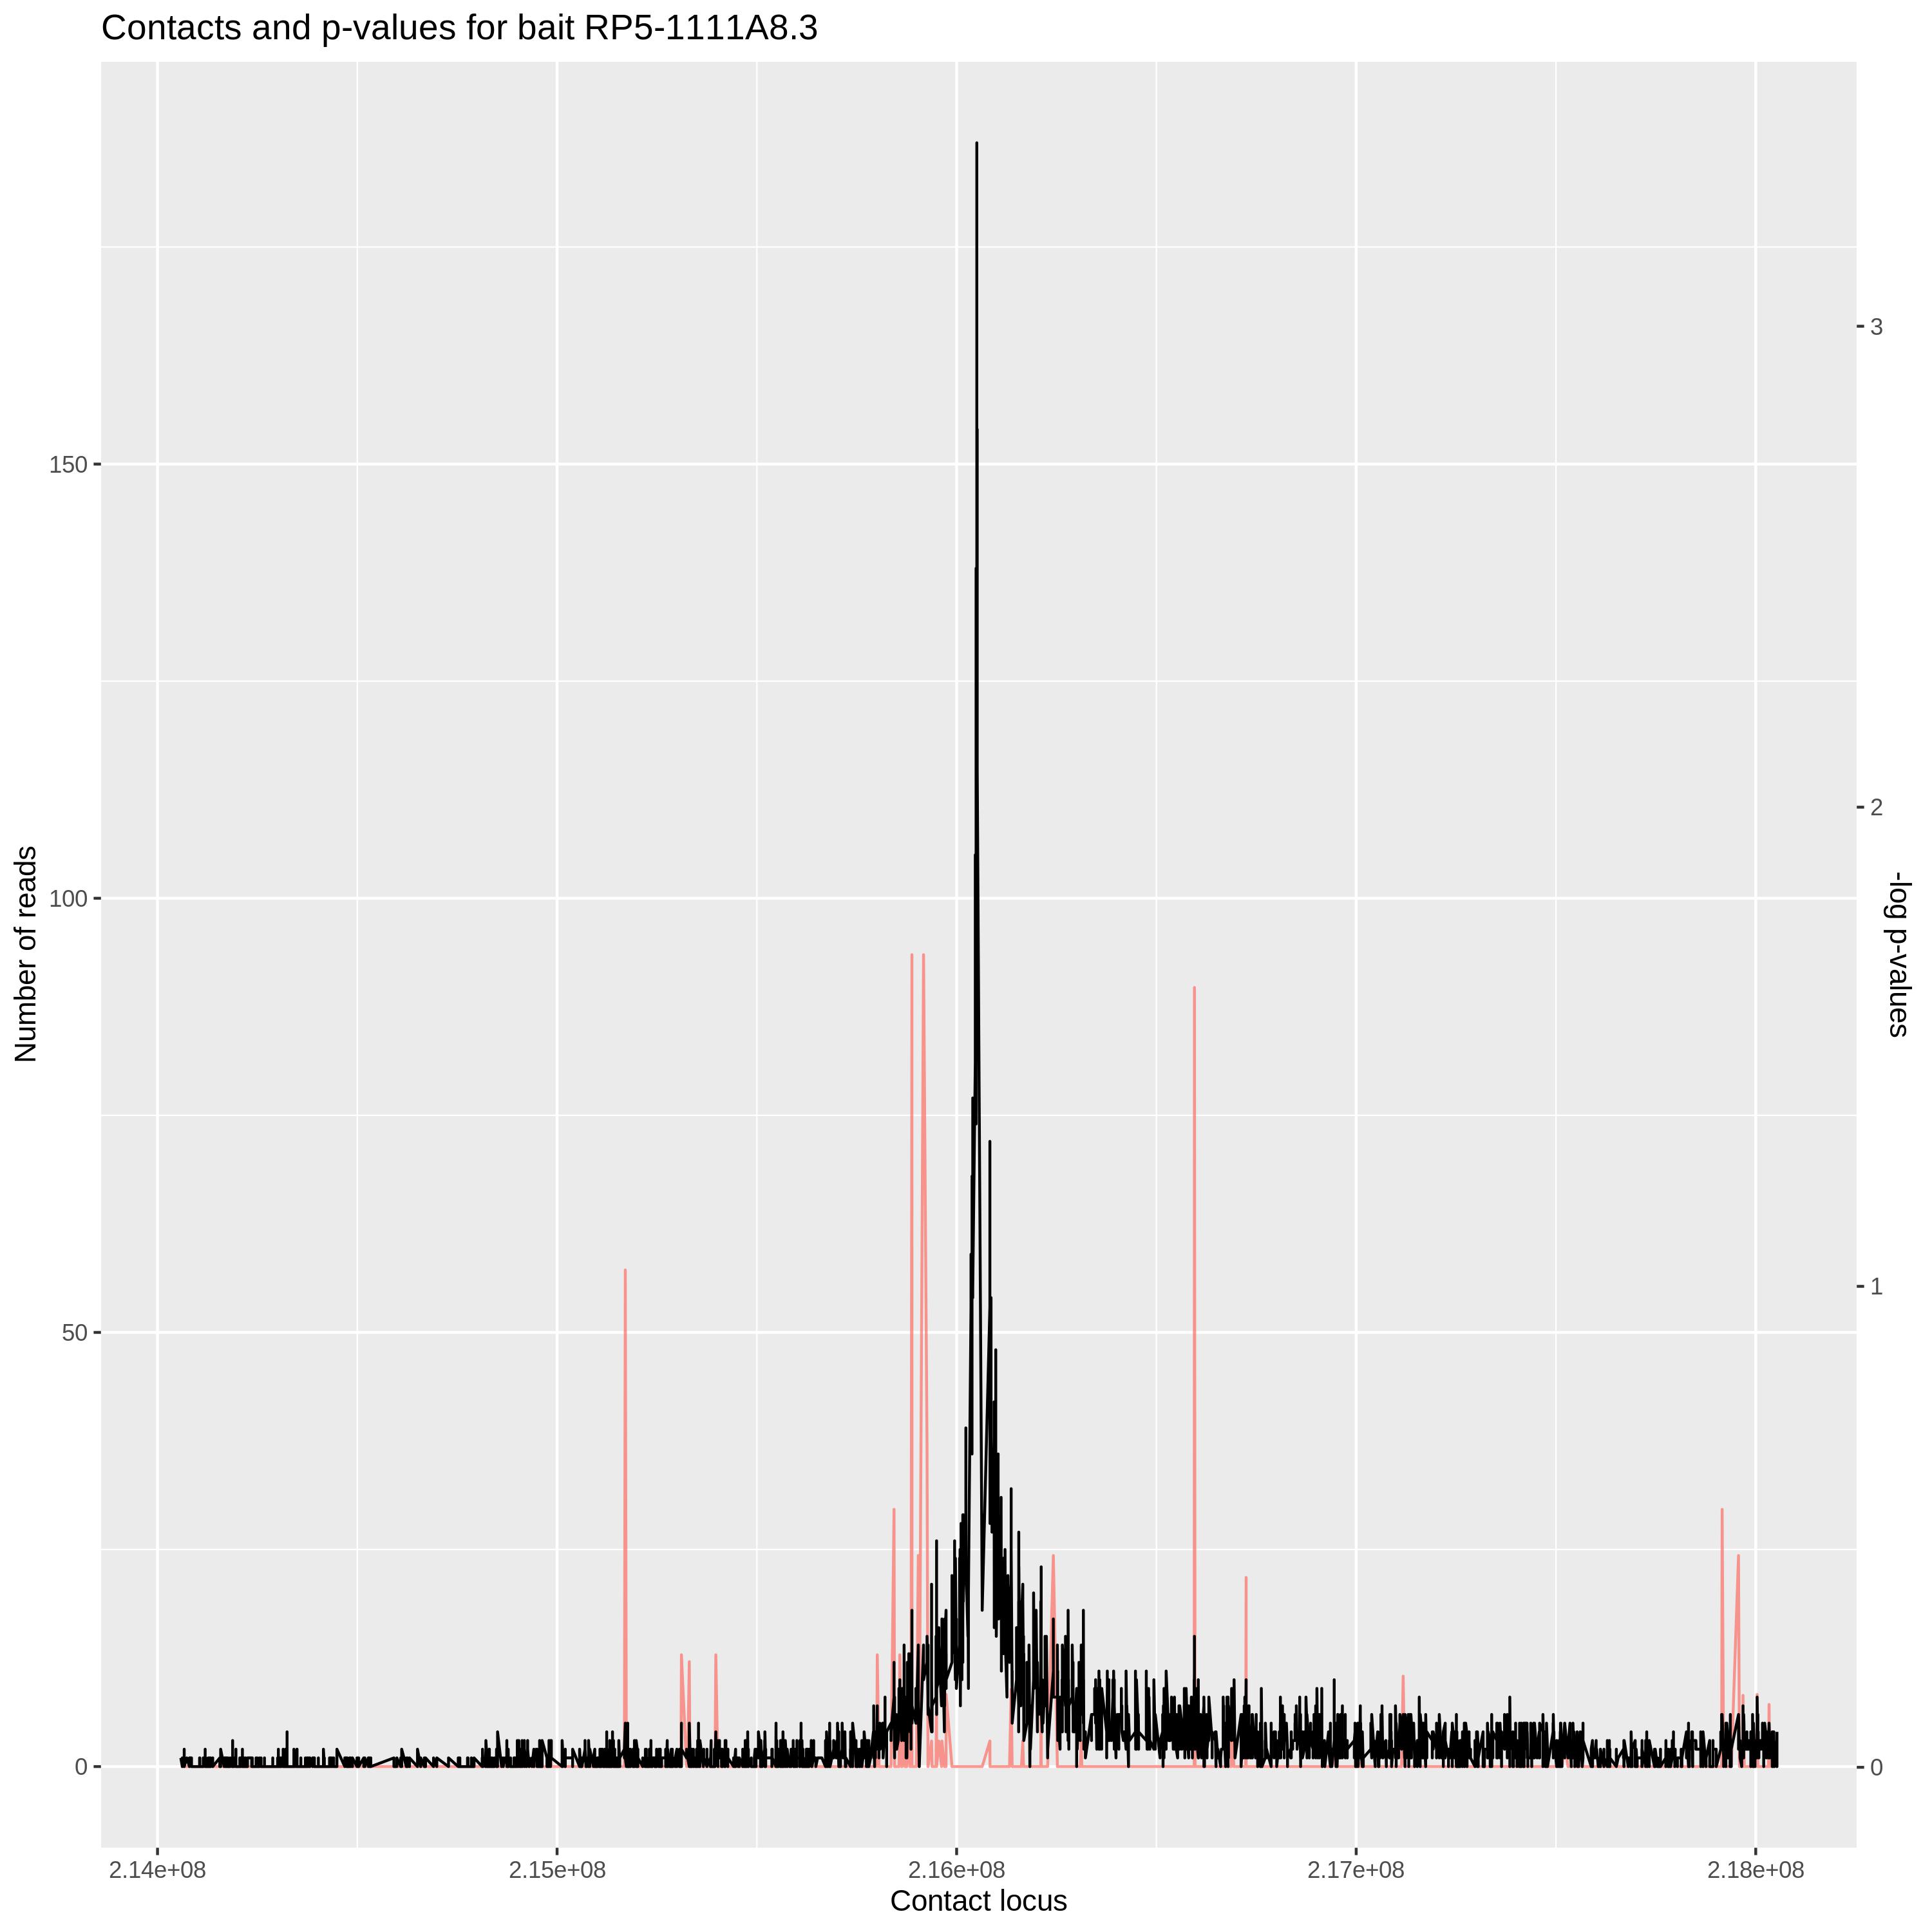 Contacts and p-values for bait RP5-1111A8.3
Number of reads
150
100
50
0
3
2
1
0
-log p-values
2.14e+08 2.15e+08 2.16e+08 2.17e+08 2.18e+08
Contact locus